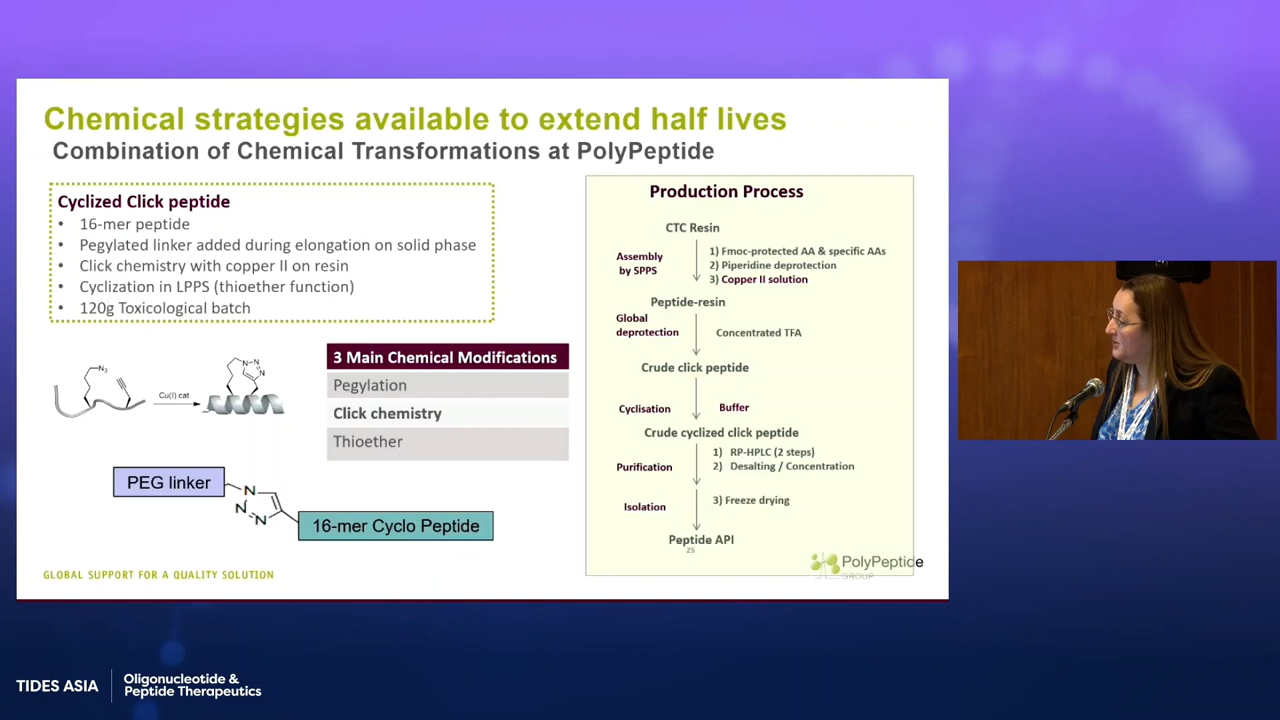 Chemical strategies available to extend half lives
Combination of Chemical Transformations at PolyPeptide
Cyclized Click peptide
• 16-mer peptide
• Pegylated linker added during elongation on solid phase
• Click chemistry with copper II on resin
• Cyclization in LPPS (thioether function)
• 120g Toxicological batch
N₃
Cu(I) cat.
N=N
N
3 Main Chemical Modifications
Pegylation
Click chemistry
Thioether
PEG linker
N
N
N
16-mer Cyclo Peptide
GLOBAL SUPPORT FOR A QUALITY SOLUTION
Production Process
CTC Resin
Assembly
by SPPS
1) Fmoc-protected AA & specific AAs
2) Piperidine deprotection
3) Copper II solution
Peptide-resin
Global
deprotection
Concentrated TFA
Crude click peptide
Cyclisation
Buffer
Crude cyclized click peptide
Purification
1) RP-HPLC (2 steps)
2) Desalting / Concentration
Isolation
3) Freeze drying
Peptide API
25
PolyPeptide
GROUP
TIDES ASIA
Oligonucleotide &
Peptide Therapeutics